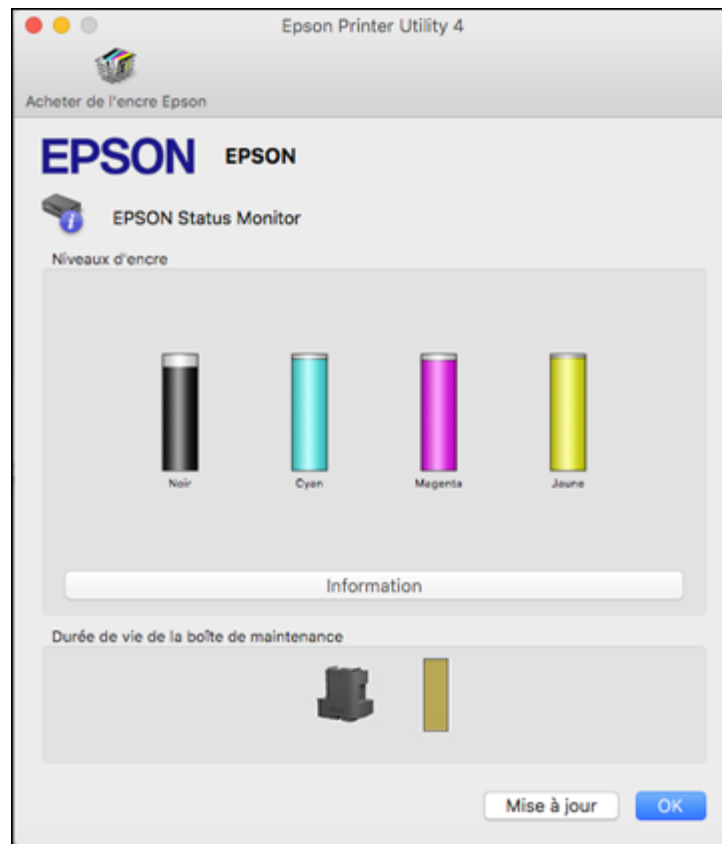 Epson Printer Utility 4
Acheter de l'encre Epson
EPSON EPSON
EPSON Status Monitor
Niveaux d'encre
Noir Cyan Magenta Jaune
Information
Durée de vie de la boîte de maintenance
Mise à jour OK